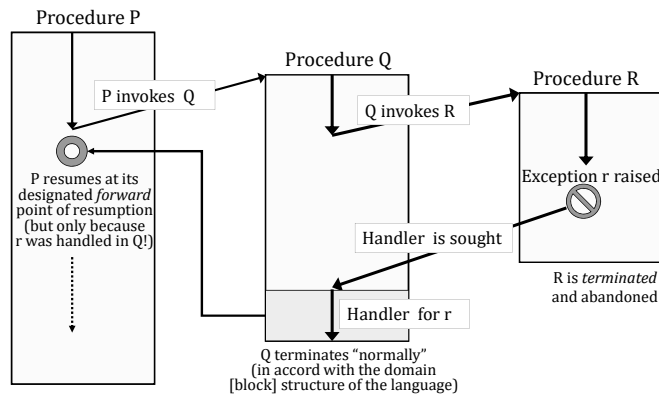 Procedure P
Procedure Q
Procedure R
P invokes Q
Q invokes R
Exception r raised
P resumes at its
designated forward
point of resumption
(but only because
r was handled in Q!)
Handler is sought
R is terminated
and abandoned
Handler for r
Q terminates “normally”
(in accord with the domain
[block] structure of the language)